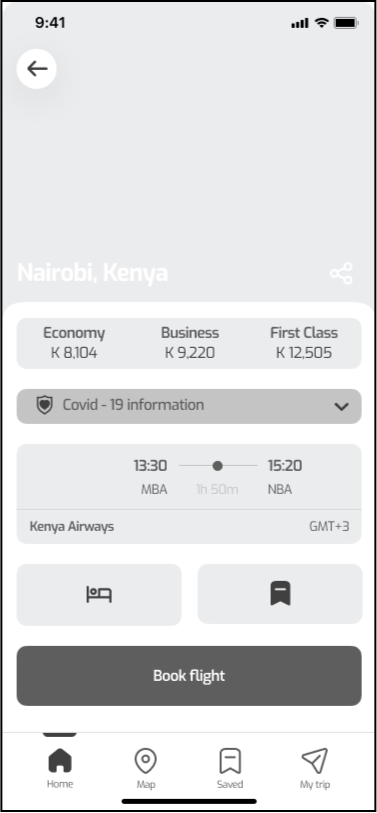 9:41
Nairobi, Kenya
Economy Business First Class
K 8,104 K 9,220 K 12,505
Covid - 19 information
13:30 15:20
MBA 1h 50m NBA
Kenya Airways GMT+3
Book flight
Home Map Saved My trip